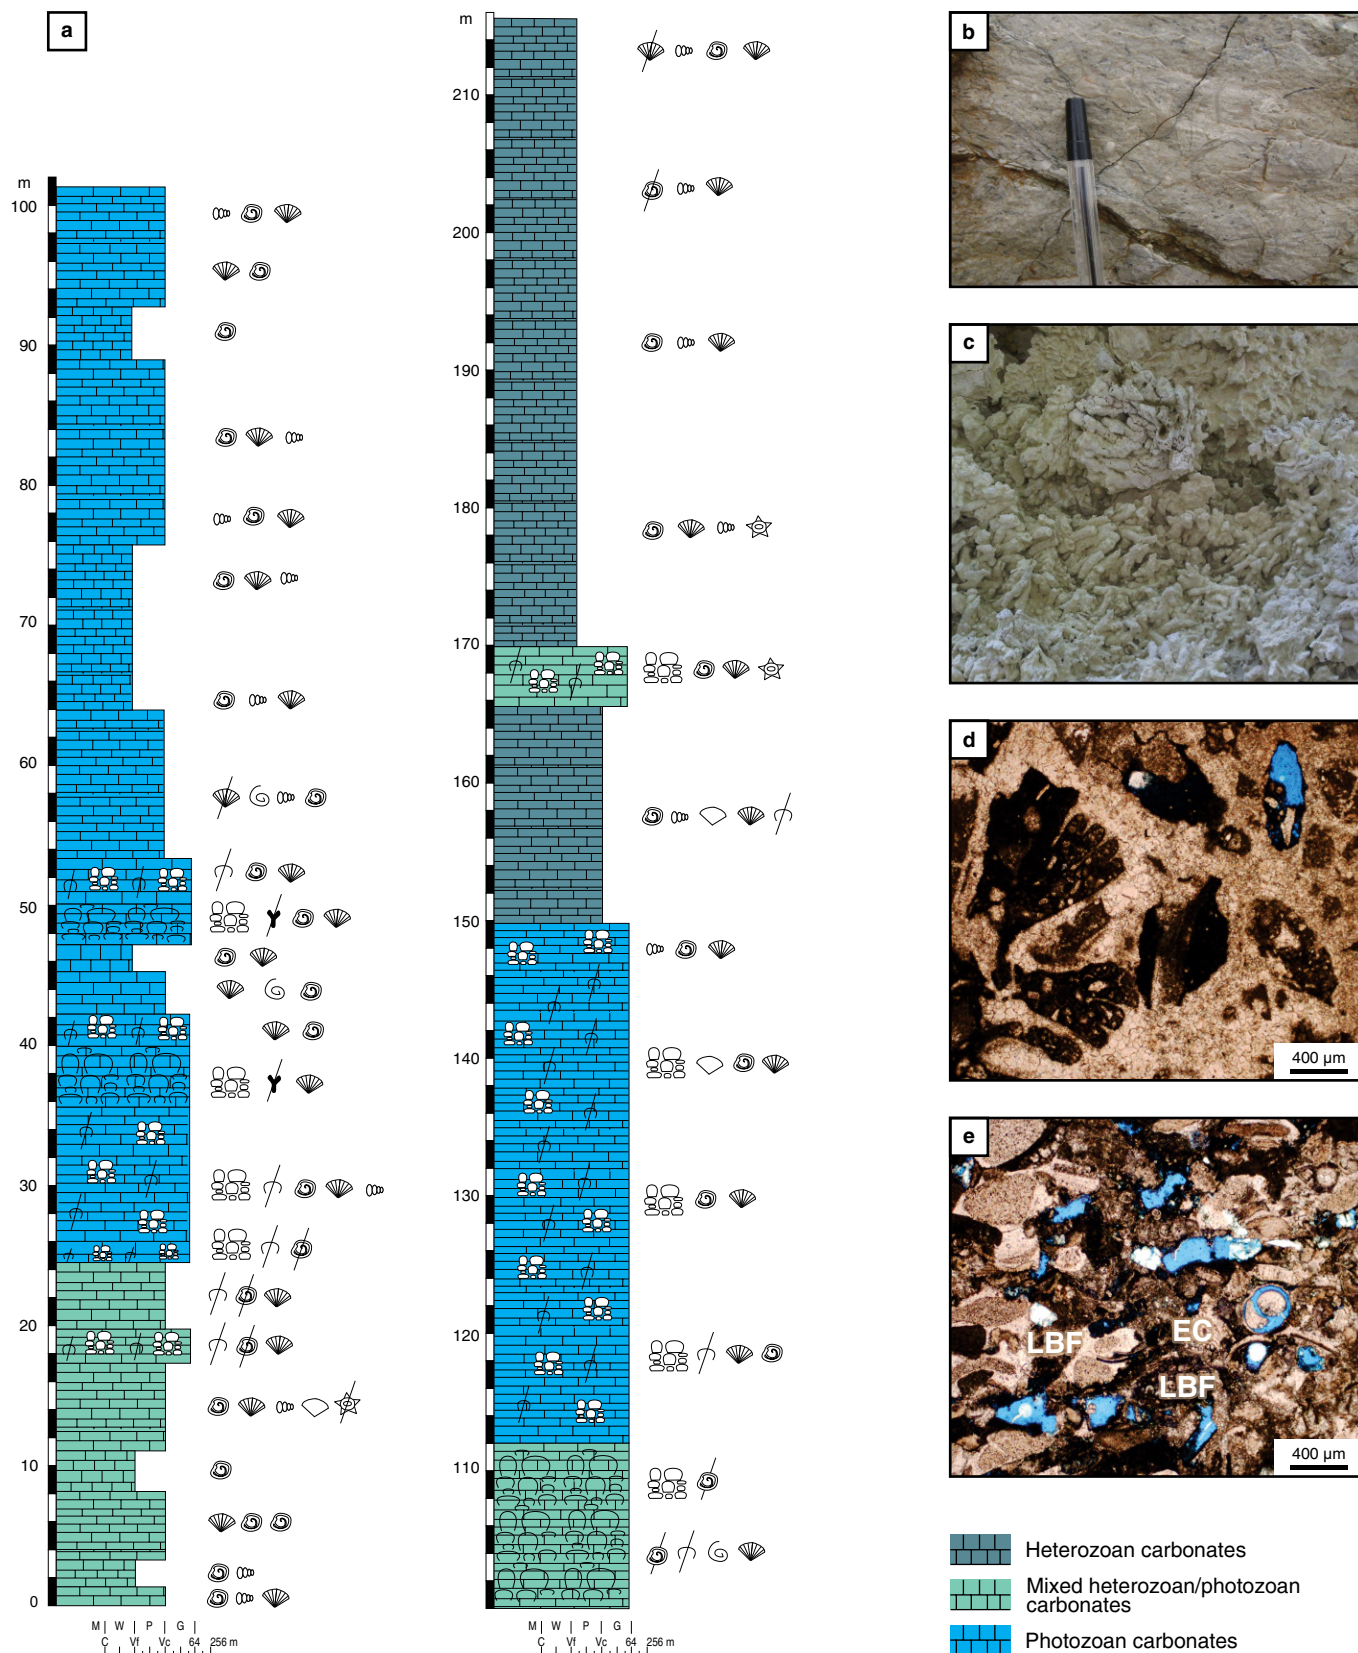 a
m
100
90
80
70
60
50
40
30
20
10
0
M W P G
C Vf Vc 64 256 m
m
210
200
190
180
170
160
150
140
130
120
110
M W P G
C Vf Vc 64 256 m
b
c
d
400 µm
e
LBF
EC
LBF
400 µm
Heterozoan carbonates
Mixed heterozoan/photozoan
carbonates
Photozoan carbonates